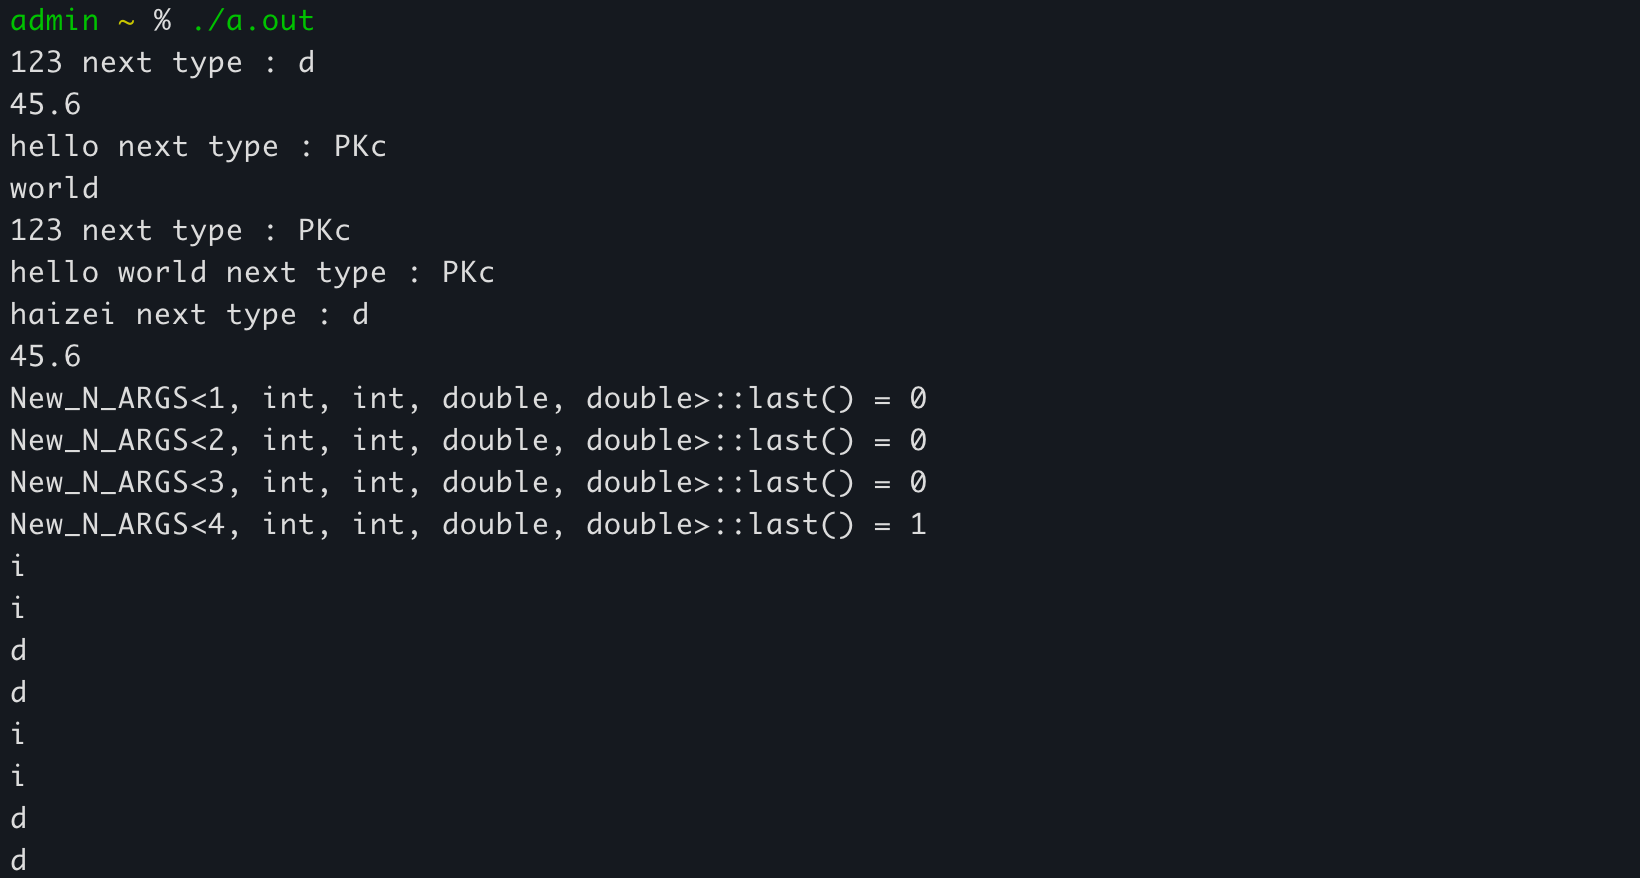 admin ~ % ./a.out
123 next type : d
45.6
hello next type : PKc
world
123 next type : PKc
hello world next type : PKc
haizei next type : d
45.6
New_N_ARGS<1, int, int, double, double>::last() = 0
New_N_ARGS<2, int, int, double, double>::last() = 0
New_N_ARGS<3, int, int, double, double>::last() = 0
New_N_ARGS<4, int, int, double, double>::last() = 1
i
i
d
d
i
i
d
d